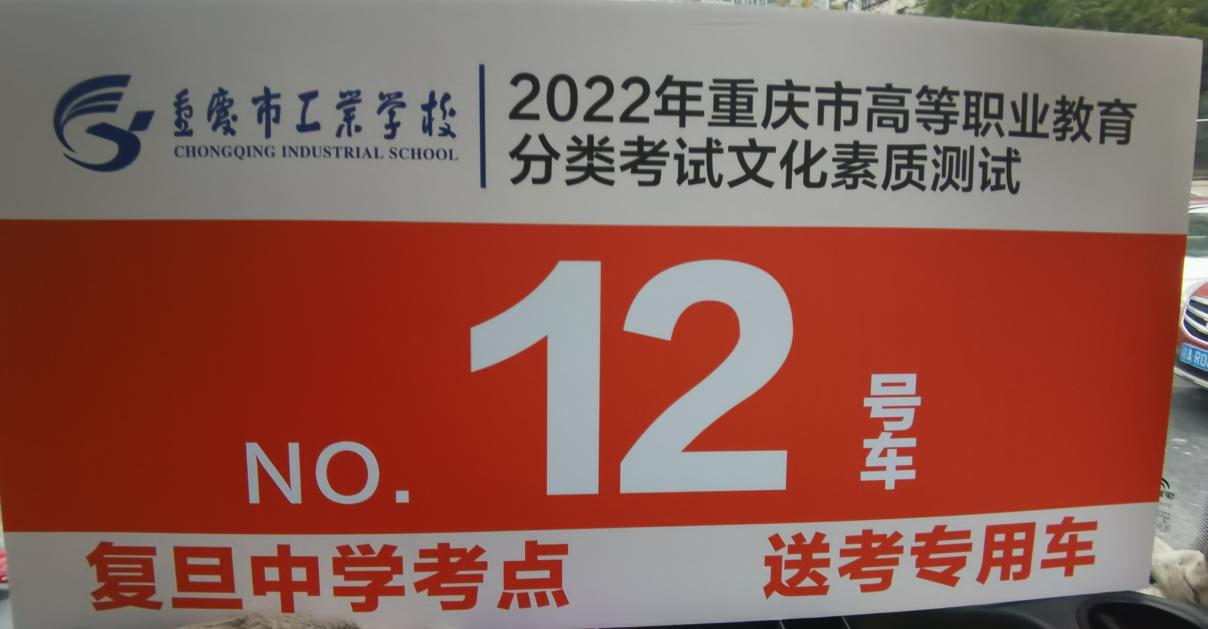 重慶市工業学校
CHONGQING INDUSTRIAL SCHOOL
2022年重庆市高等职业教育
分类考试文化素质测试
NO. 12 号车
复旦中学考点 送考专用车